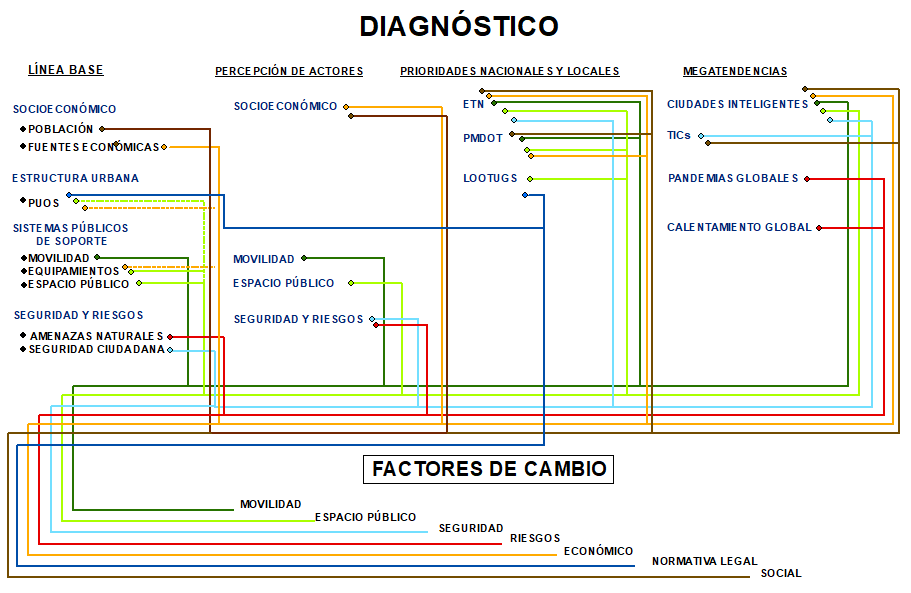 DIAGNÓSTICO
LÍNEA BASE
SOCIOECONÓMICO
POBLACIÓN
FUENTES ECONÓMICAS
ESTRUCTURA URBANA
PUOS
SISTEMAS PÚBLICOS
DE SOPORTE
MOVILIDAD
EQUIPAMIENTOS
ESPACIO PÚBLICO
SEGURIDAD Y RIESGOS
AMENAZAS NATURALES
SEGURIDAD CIUDADANA
PERCEPCIÓN DE ACTORES
SOCIOECONÓMICO
MOVILIDAD
ESPACIO PÚBLICO
SEGURIDAD Y RIESGOS
PRIORIDADES NACIONALES Y LOCALES
ETN
PMDOT
LOOTUGS
MEGATENDENCIAS
CIUDADES INTELIGENTES
TICs
PANDEMIAS GLOBALES
CALENTAMIENTO GLOBAL
FACTORES DE CAMBIO
MOVILIDAD
ESPACIO PÚBLICO
SEGURIDAD
RIESGOS
ECONÓMICO
NORMATIVA LEGAL
SOCIAL